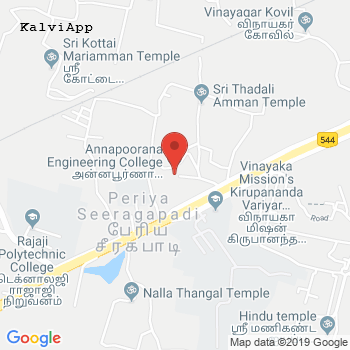 KalviApp
Vinayagar Kovil
விநாயகர்
கோவில்
Sri Kottai
Mariamman Temple
ஸ்ரீ
கோட்டை...
Sri Thadali
Amman Temple
544
Annapoorana
Engineering College
அன்னபூர்ணா...
Vinayaka
Mission's
Kirupananda
Variyar...
விநாயகா
மிஷன்
கிருபானந்த...
Periya
Seeragapadi
பெரிய
சீரகபாடி
Road
Rajaji
Polytechnic
College
ராஜாஜி
நிறுவனம்
Nalla Thangal Temple
Hindu temple
ஸ்ரீ மணிகண்ட
Google
Map data ©2019 Google